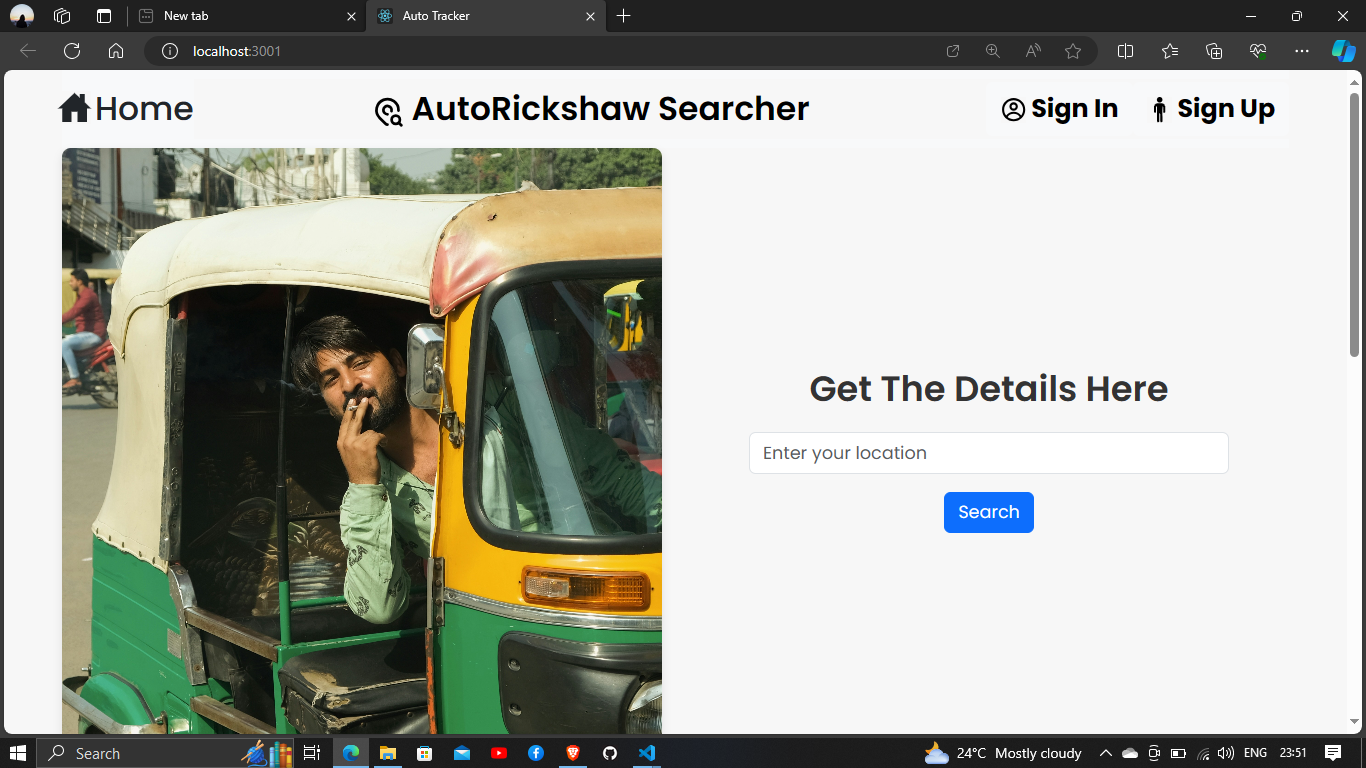 New tab
Auto Tracker
localhost:3001
Home
AutoRickshaw Searcher
Sign In
Sign Up
Get The Details Here
Enter your location
Search
Search
24°C Mostly cloudy
ENG
23:51